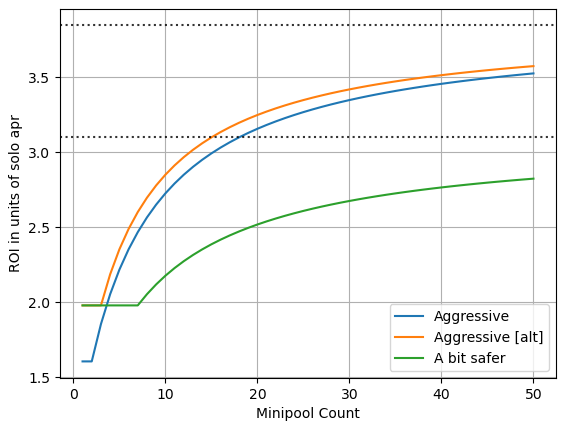 3.5
3.0
2.5
2.0
1.5
ROI in units of solo apr
0 10 20 30 40 50
Minipool Count
Aggressive
Aggressive [alt]
A bit safer